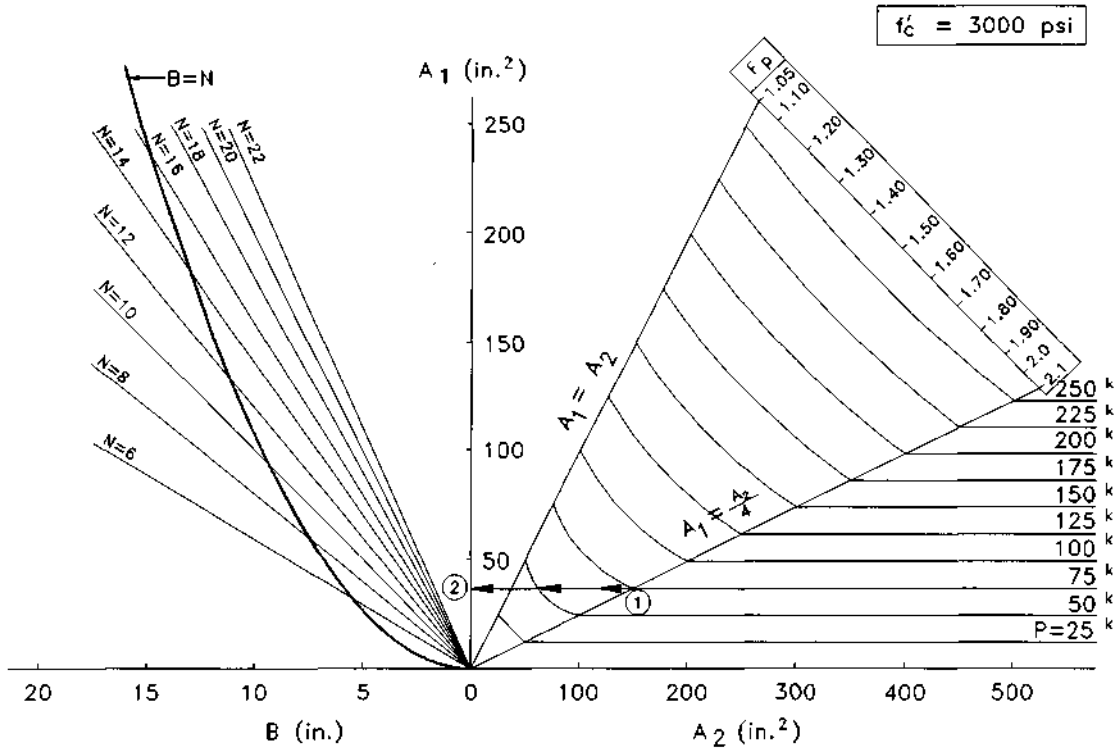 f'c = 3000 psi
A1 (in.²)
B=N
Fp
1.05
1.10
1.20
1.30
1.40
1.50
1.60
1.70
1.80
1.90
2.0
2.1
N=14
N=16
N=18
N=20
N=22
N=12
N=10
N=8
N=6
250
200
150
100
50
A1 = A2
A1 = A2/4
250 k
225 k
200 k
175 k
150 k
125 k
100 k
75 k
50 k
P=25 k
2
1
20 15 10 5 0 100 200 300 400 500
B (in.)
A2 (in.²)